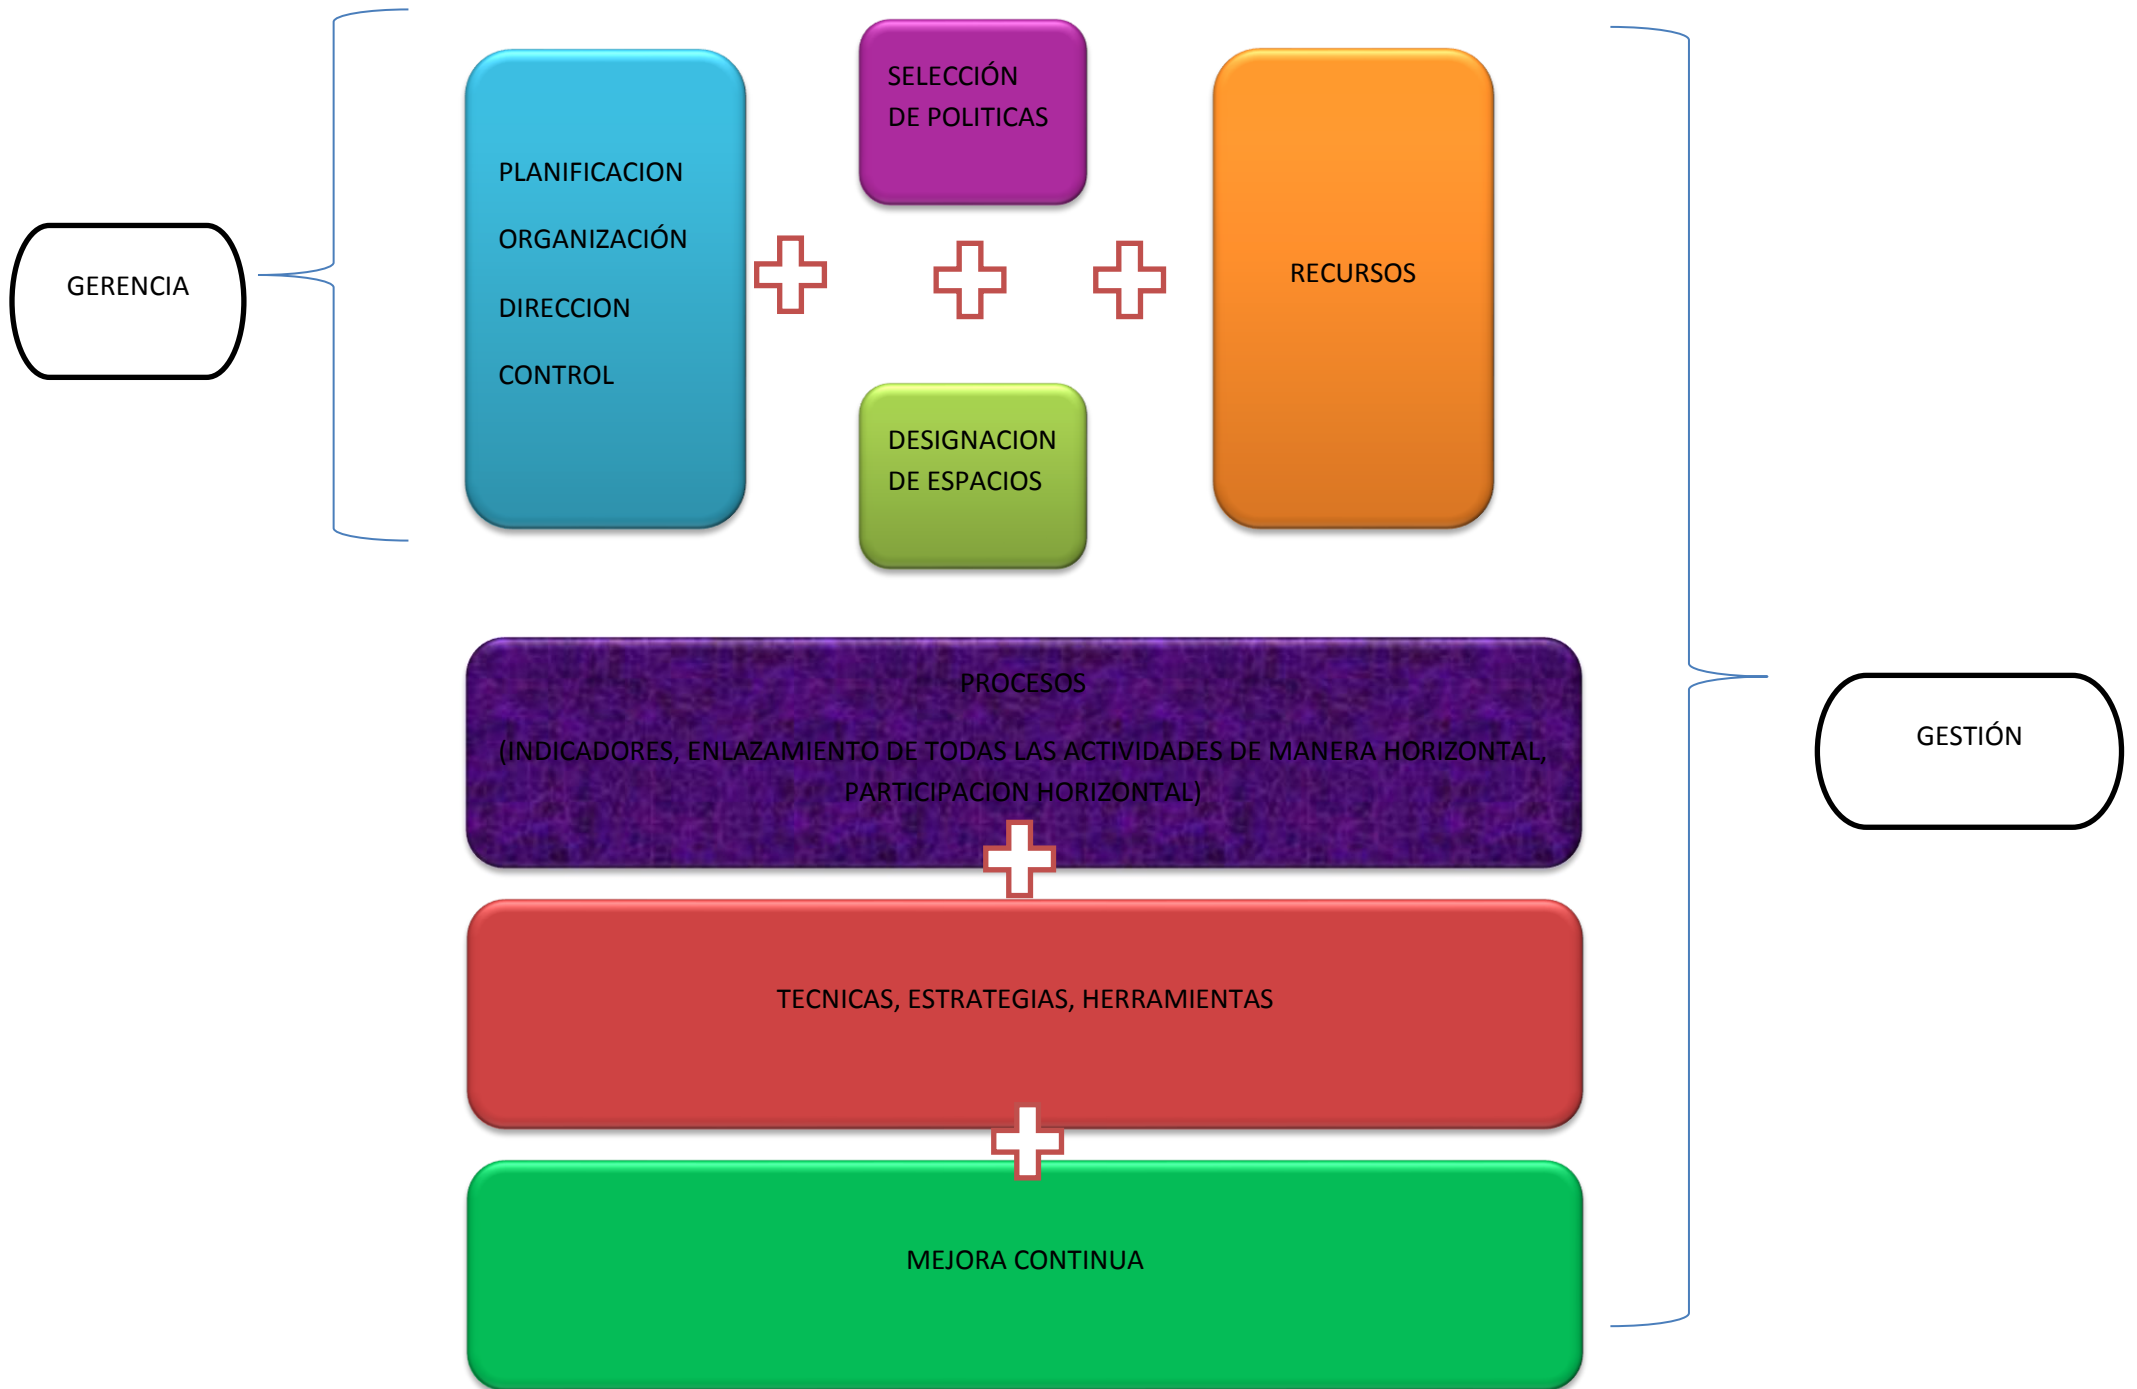 GERENCIA
PLANIFICACION
ORGANIZACIÓN
DIRECCION
CONTROL
SELECCIÓN
DE POLITICAS
DESIGNACION
DE ESPACIOS
RECURSOS
PROCESOS
(INDICADORES, ENLAZAMIENTO DE TODAS LAS ACTIVIDADES DE MANERA HORIZONTAL,
PARTICIPACION HORIZONTAL)
TECNICAS, ESTRATEGIAS, HERRAMIENTAS
MEJORA CONTINUA
GESTIÓN